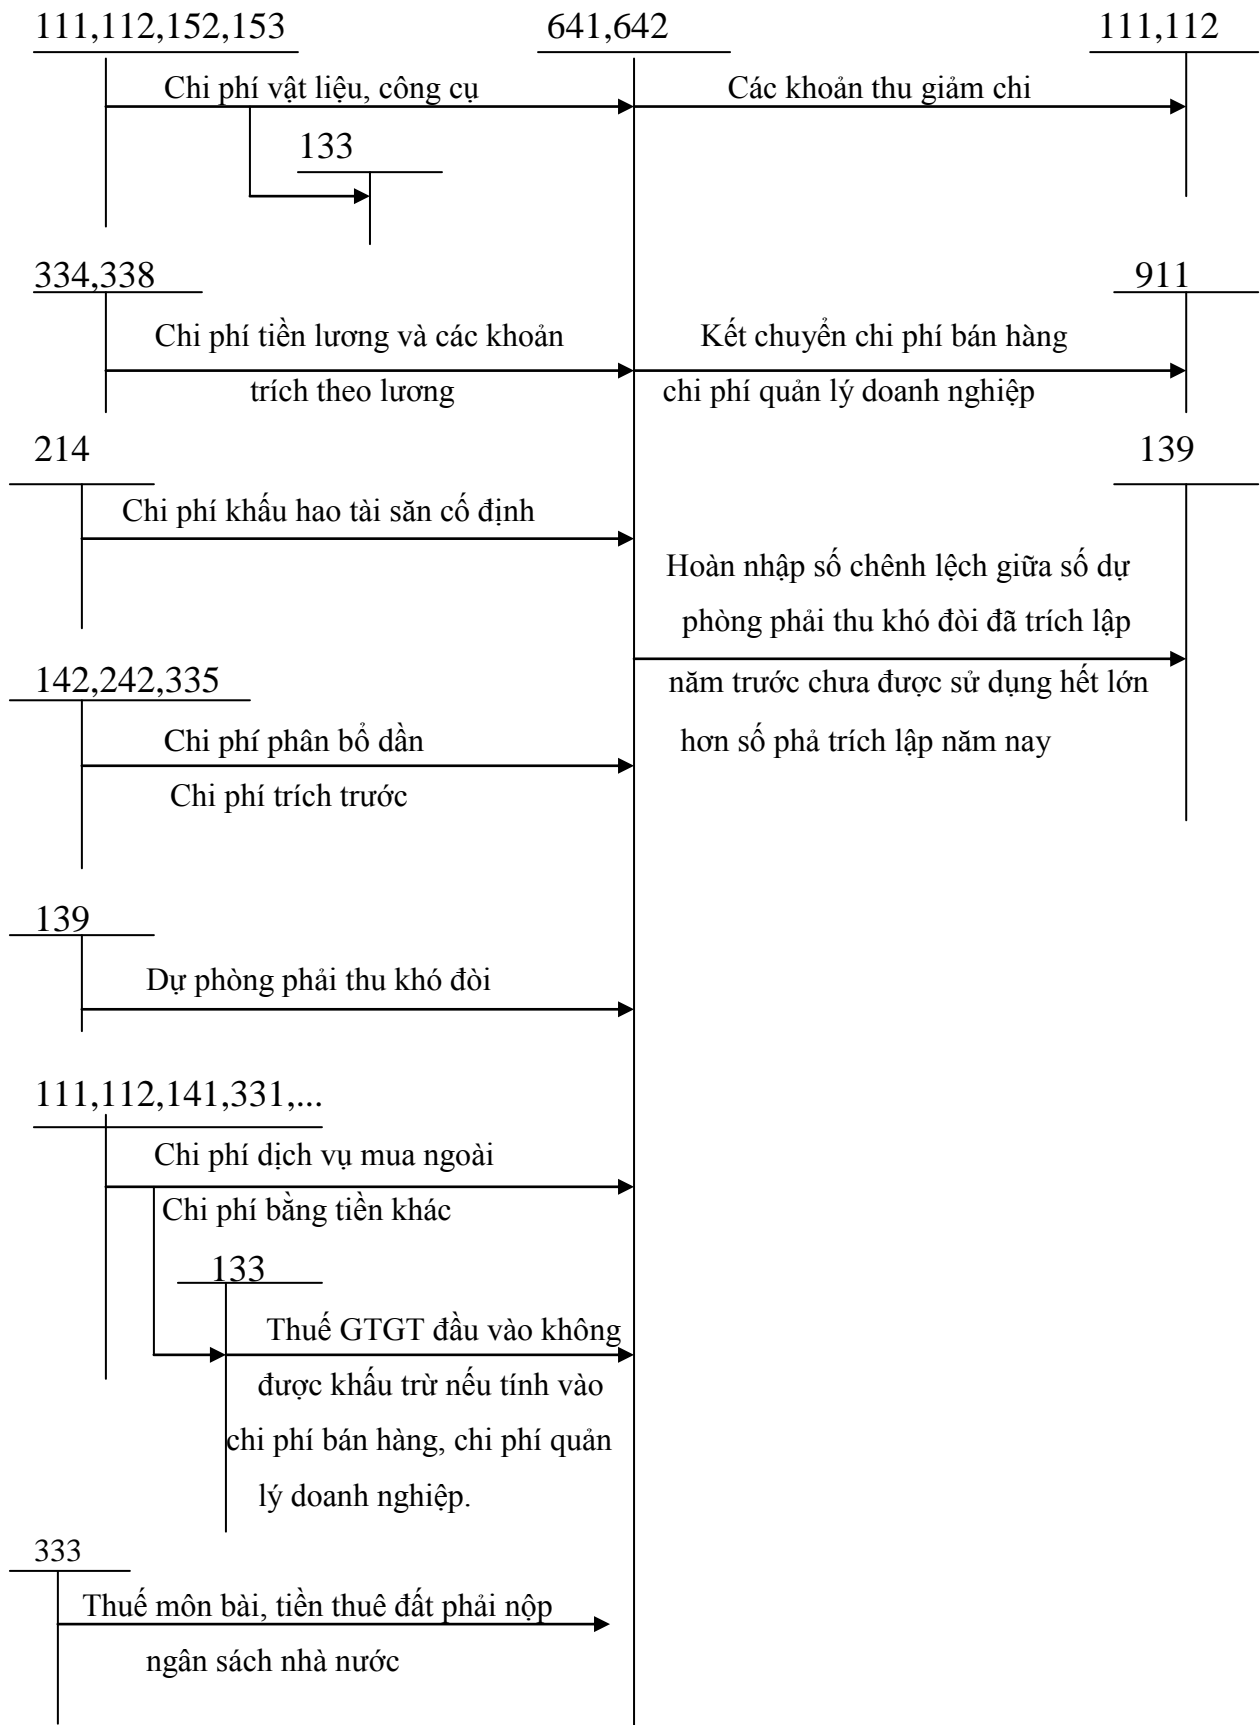 111,112,152,153
641,642
111,112
Chi phí vật liệu, công cụ
Các khoản thu giảm chi
133
334,338
911
Chi phí tiền lương và các khoản
trích theo lương
Kết chuyển chi phí bán hàng
chi phí quản lý doanh nghiệp
214
139
Chi phí khấu hao tài săn cố định
Hoàn nhập số chênh lệch giữa số dự
phòng phải thu khó đòi đã trích lập
năm trước chưa được sử dụng hết lớn
hơn số phả trích lập năm nay
142,242,335
Chi phí phân bổ dần
Chi phí trích trước
139
Dự phòng phải thu khó đòi
111,112,141,331,...
Chi phí dịch vụ mua ngoài
Chi phí bằng tiền khác
133
Thuế GTGT đầu vào không
được khấu trừ nếu tính vào
chi phí bán hàng, chi phí quản
lý doanh nghiệp.
333
Thuế môn bài, tiền thuê đất phải nộp
ngân sách nhà nước